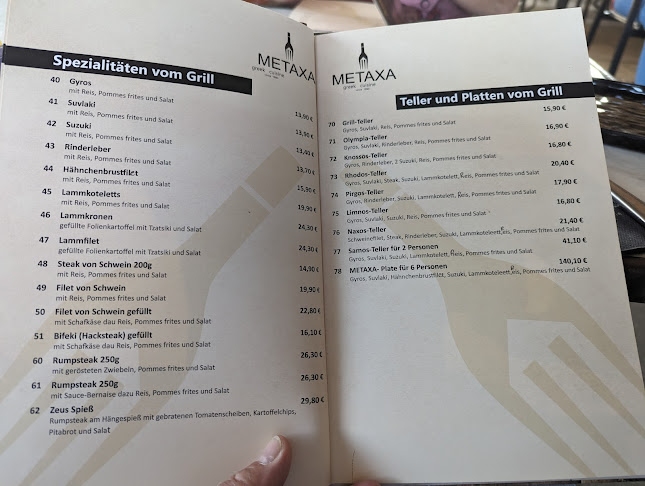 Spezialitäten vom Grill
METAXA
greek cuisine
40 Gyros 13,90 €
mit Reis, Pommes frites und Salat
41 Suvlaki
mit Reis, Pommes frites und Salat
42 Suzuki 13,40 €
mit Reis, Pommes frites und Salat
43 Rinderleber 13,70 €
mit Reis, Pommes frites und Salat
44 Hähnchenbrustfilet 15,90 €
mit Reis, Pommes frites und Salat
45 Lammkoteletts 19,90 €
mit Reis, Pommes frites und Salat
46 Lammkronen 24,30 €
gefüllte Folienkartoffel mit Tzatsiki und Salat
47 Lammfilet 24,30 €
gefüllte Folienkartoffel mit Tzatsiki und Salat
48 Steak von Schwein 200g
mit Reis, Pommes frites und Salat
49 Filet von Schwein 19,90 €
mit Reis, Pommes frites und Salat
50 Filet von Schwein gefüllt 22,80 €
mit Schafkäse dau Reis, Pommes frites und Salat
51 Bifeki (Hacksteak) gefüllt 16,10 €
mit Schafkäse dau Reis, Pommes frites und Salat
60 Rumpsteak 250g 26,30 €
mit gerösteten Zwiebeln, Pommes frites und Salat
61 Rumpsteak 250g 26,30 €
mit Sauce-Bernaise dazu Reis, Pommes frites und Salat
62 Zeus Spieß 29,80 €
Rumpsteak am Hängespieß mit gebratenen Tomatenscheiben, Kartoffelchips,
Pitabrot und Salat
METAXA
greek cuisine
Teller und Platten vom Grill
70 Grill-Teller 15,90 €
Gyros, Suvlaki, Reis, Pommes frites und Salat
71 Olympia-Teller 16,90 €
Gyros, Suvlaki, Rinderleber, Reis, Pommes frites und Salat
72 Knossos-Teller 16,80 €
Gyros, Rinderleber, 2 Suzuki, Reis, Pommes frites und Salat
73 Rhodos-Teller 20,40 €
Gyros, Suvlaki, Steak, Suzuki, Lammkotelett, Reis, Pommes frites und Salat
74 Pirgos-Teller 17,90 €
Gyros, Rinderleber, Suzuki, Lammkotelett, Reis, Pommes frites und Salat
75 Limnos-Teller 16,80 €
Gyros, Suvlaki, Suzuki, Reis, Pommes frites und Salat
76 Naxos-Teller 21,40 €
Schweinefilet, Steak, Rinderleber, Suzuki, Lammkotelett, Reis, Pommes frites und Salat
77 Samos-Teller für 2 Personen 41,10 €
Gyros, Suvlaki, Suzuki, Lammkotelett, Reis, Pommes frites und Salat
78 METAXA- Plate für 6 Personen 140,10 €
Gyros, Suvlaki, Hähnchenbrustfilet, Suzuki, Lammkoteletts, Reis, Pommes frites und Salat